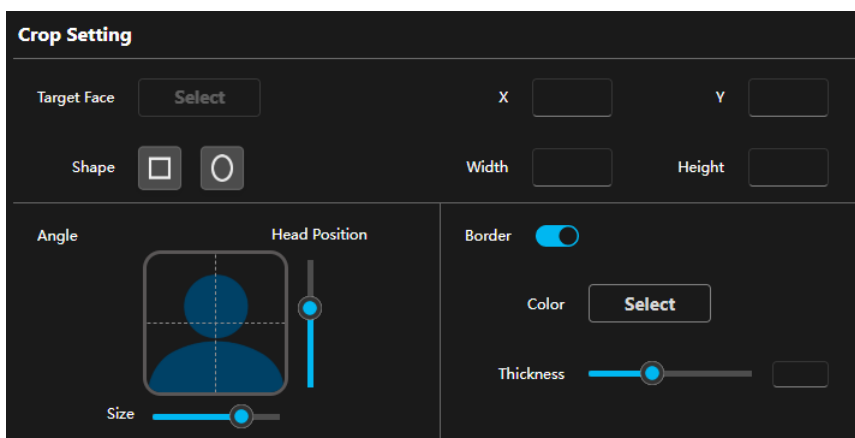 Crop Setting
Target Face Select X Y
Shape Width Height
Angle Head Position Border
Color Select
Thickness
Size